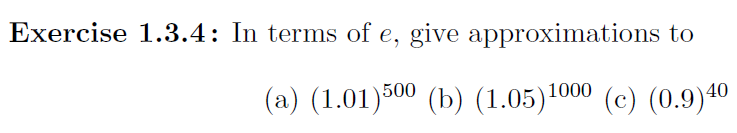 Exercise 1.3.4: In terms of e, give approximations to
(a) (1.01)^500 (b) (1.05)^1000 (c) (0.9)^40